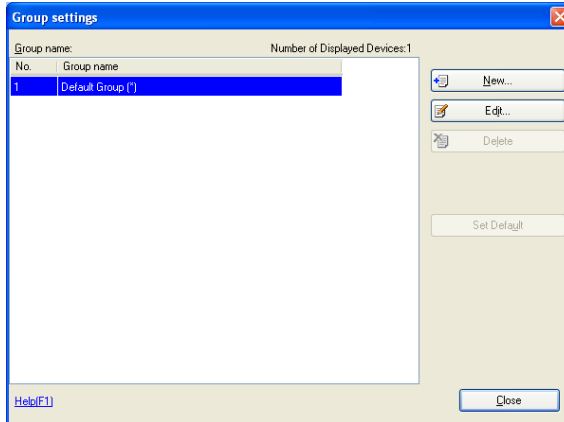 Group settings
Group name: Number of Displayed Devices:1
No. Group name
1 Default Group (*)
New...
Edit...
Delete
Set Default
Help(F1)
Close